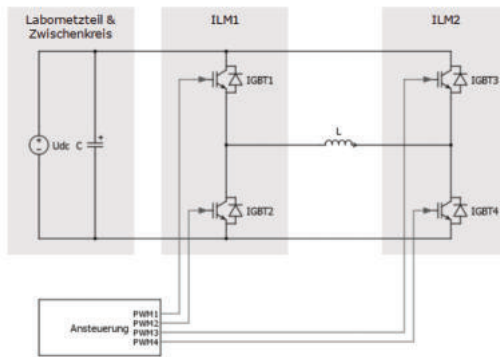 Labornetzteil &
Zwischenkreis
ILM1
ILM2
IGBT1
IGBT3
L
Udc
C
+
IGBT2
IGBT4
Ansteuerung
PWM1
PWM2
PWM3
PWM4